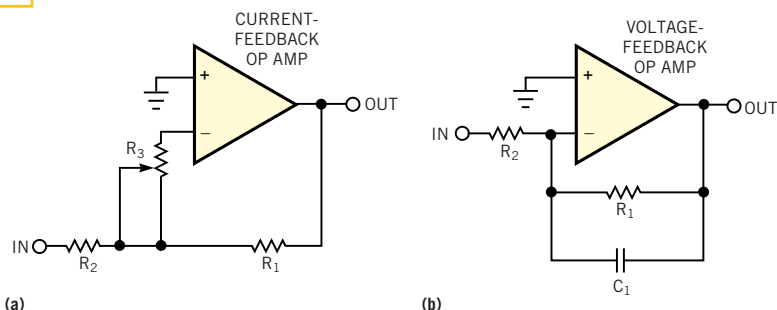 CURRENT-
FEEDBACK
OP AMP
+
−
OUT
R3
IN
R2
R1
(a)
VOLTAGE-
FEEDBACK
OP AMP
+
−
OUT
IN
R2
R1
C1
(b)